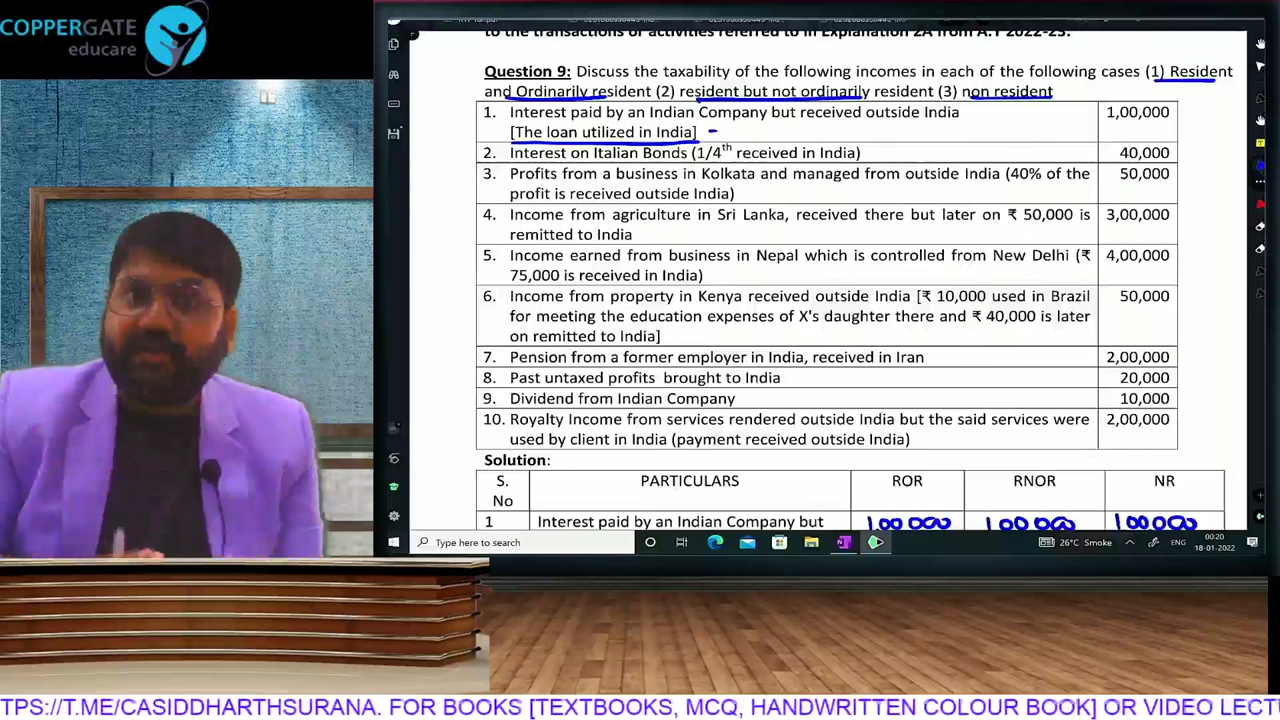 COPPERGATE
educare
to the transactions or activities referred to in Explanation 2A from A.Y 2022-23.
Question 9: Discuss the taxability of the following incomes in each of the following cases (1) Resident
and Ordinarily resident (2) resident but not ordinarily resident (3) non resident
1. Interest paid by an Indian Company but received outside India 1,00,000
[The loan utilized in India]
2. Interest on Italian Bonds (1/4th received in India) 40,000
3. Profits from a business in Kolkata and managed from outside India (40% of the 50,000
profit is received outside India)
4. Income from agriculture in Sri Lanka, received there but later on ₹ 50,000 is 3,00,000
remitted to India
5. Income earned from business in Nepal which is controlled from New Delhi (₹ 4,00,000
75,000 is received in India)
6. Income from property in Kenya received outside India [₹ 10,000 used in Brazil 50,000
for meeting the education expenses of X's daughter there and ₹ 40,000 is later
on remitted to India]
7. Pension from a former employer in India, received in Iran 2,00,000
8. Past untaxed profits brought to India 20,000
9. Dividend from Indian Company 10,000
10. Royalty Income from services rendered outside India but the said services were 2,00,000
used by client in India (payment received outside India)
Solution:
S. PARTICULARS ROR RNOR NR
No
1 Interest paid by an Indian Company but 100000 100000 100000
Type here to search
26°C Smoke ENG 00:20
18-01-2022
TPS://T.ME/CASIDDHARTHSURANA. FOR BOOKS [TEXTBOOKS, MCQ, HANDWRITTEN COLOUR BOOK] OR VIDEO LECT